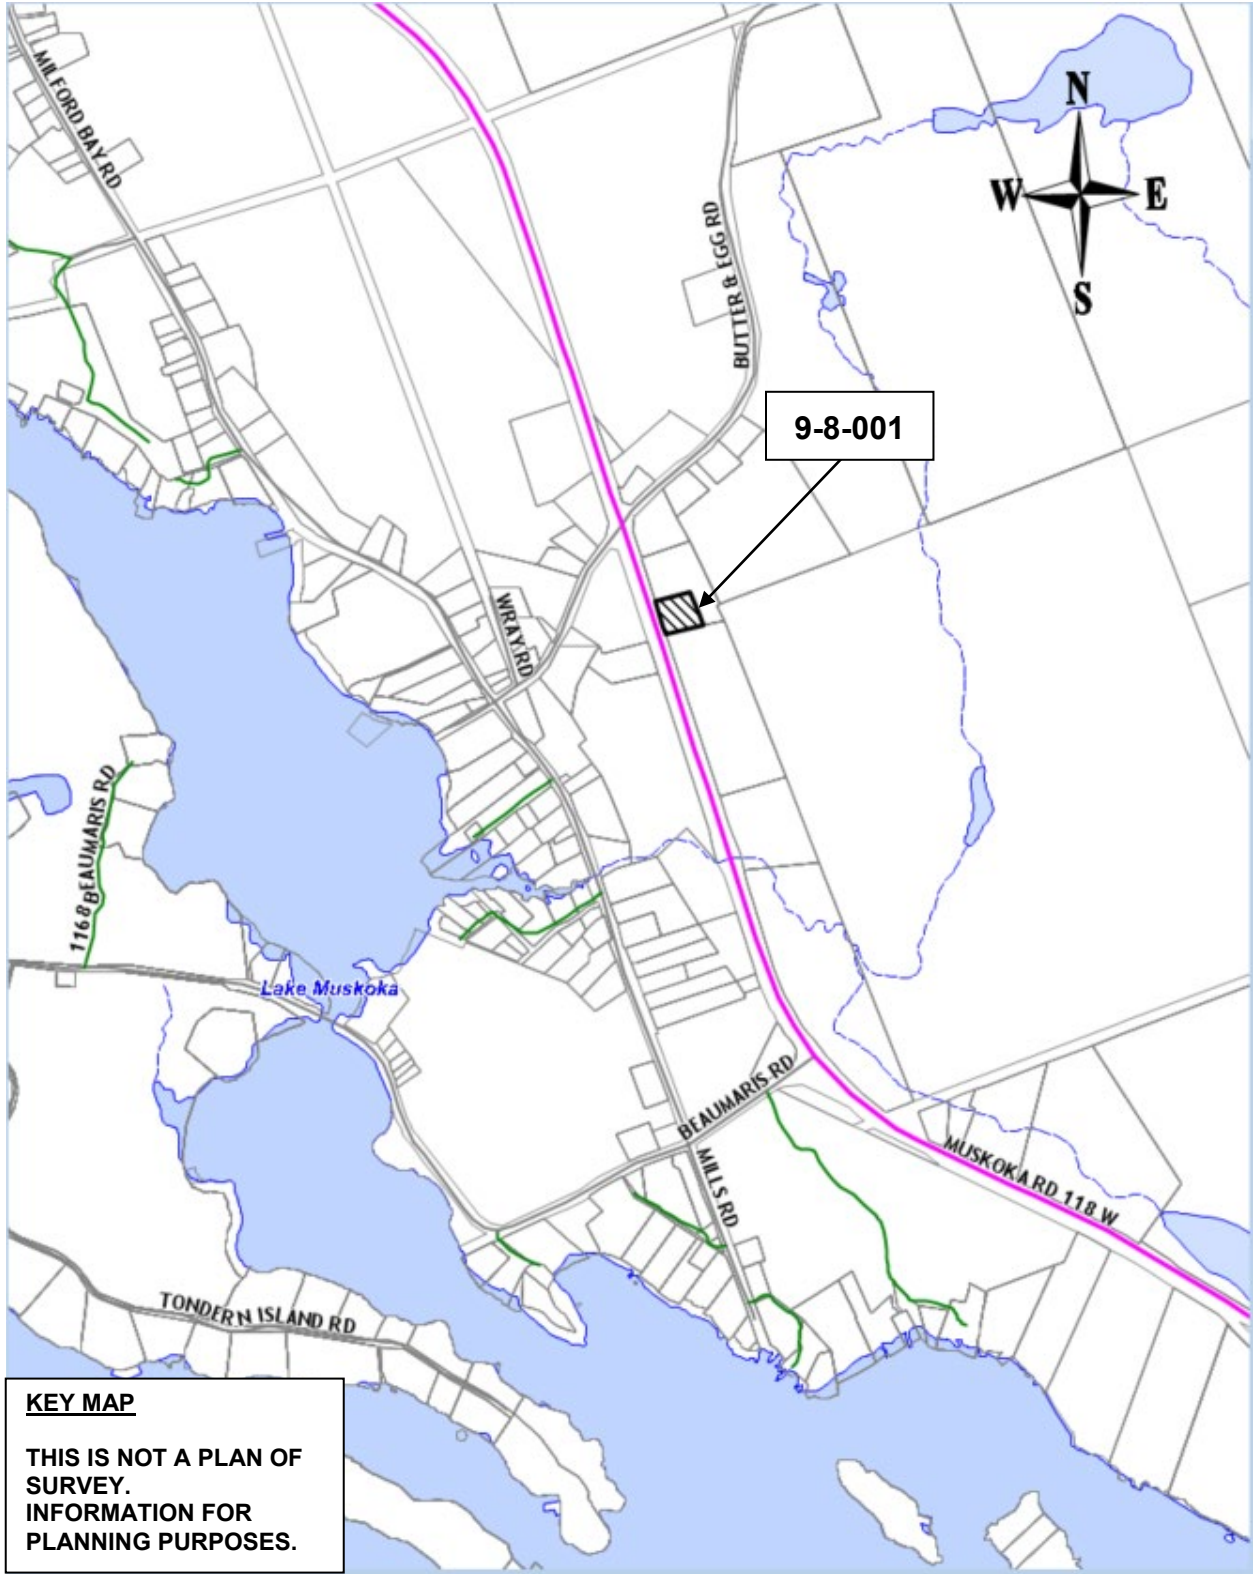 MILFORD BAY RD
N
W
E
S
BUTTER & EGG RD
9-8-001
WRAY RD
1168 BEAUMARIS RD
Lake Muskoka
BEAUMARIS RD
MILLS RD
MUSKOKA RD 118 W
TONDERN ISLAND RD
KEY MAP
THIS IS NOT A PLAN OF
SURVEY.
INFORMATION FOR
PLANNING PURPOSES.